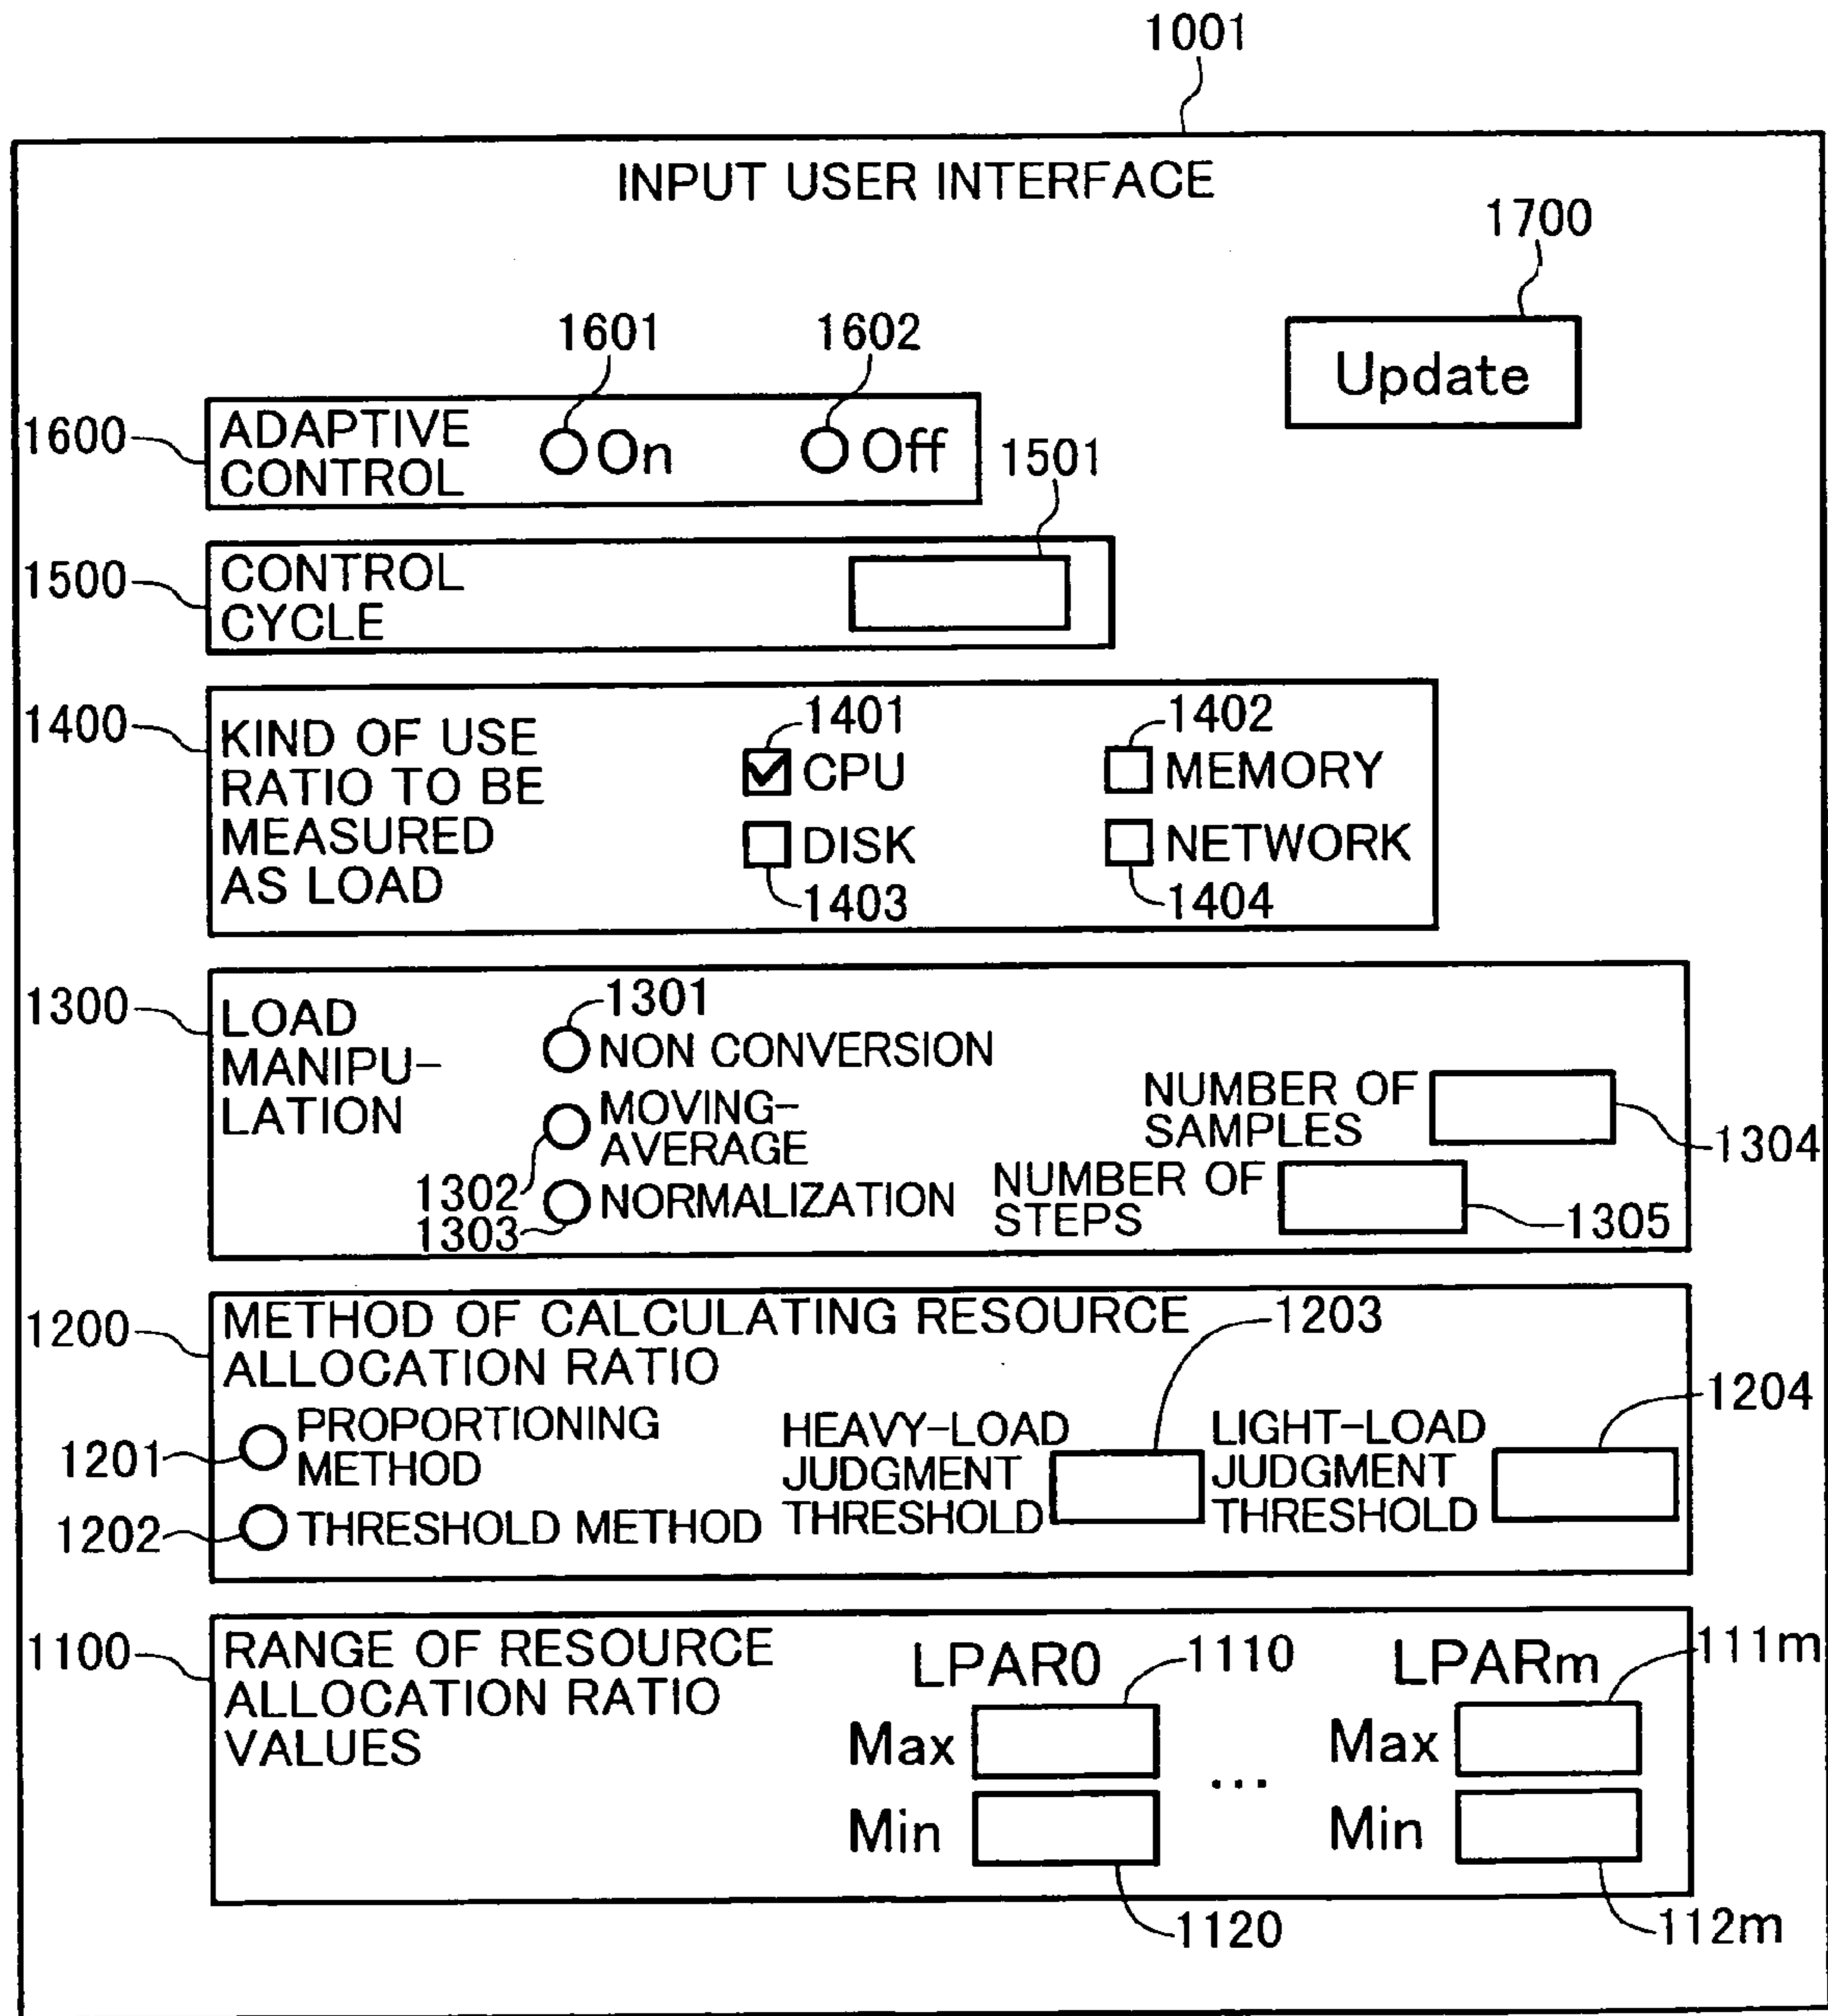 1001
INPUT USER INTERFACE
1700
Update
1601
1602
1600
ADAPTIVE
CONTROL
On
Off
1501
1500
CONTROL
CYCLE
1400
KIND OF USE
RATIO TO BE
MEASURED
AS LOAD
1401
CPU
1402
MEMORY
DISK
1403
NETWORK
1404
1300
LOAD
MANIPU-
LATION
1301
NON CONVERSION
MOVING-
AVERAGE
1302
NUMBER OF
SAMPLES
1304
NORMALIZATION
1303
NUMBER OF
STEPS
1305
1200
METHOD OF CALCULATING RESOURCE
ALLOCATION RATIO
1203
1204
1201
PROPORTIONING
METHOD
1202
THRESHOLD METHOD
HEAVY-LOAD
JUDGMENT
THRESHOLD
LIGHT-LOAD
JUDGMENT
THRESHOLD
1100
RANGE OF RESOURCE
ALLOCATION RATIO
VALUES
LPAR0
1110
Max
Min
1120
...
LPARm
111m
Max
Min
112m